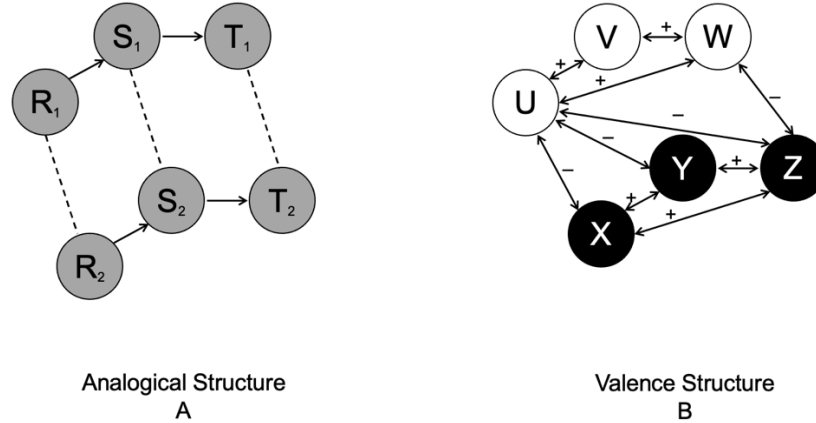 S₁
T₁
R₁
S₂
T₂
R₂
Analogical Structure
A
V
+
W
+
+
U
–
–
–
Y
+
Z
–
+
X
+
Valence Structure
B